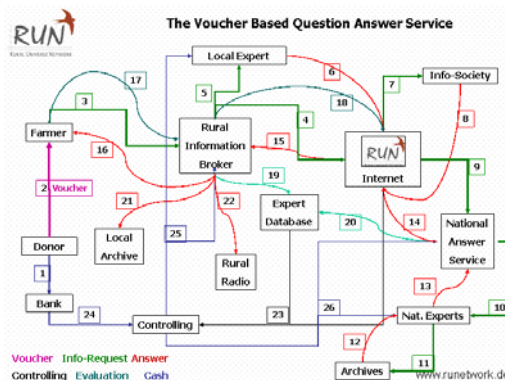 RUN
RURAL UNIVERSE NETWORK
The Voucher Based Question Answer Service
Local Expert
17
6
3
5
7
Info-Society
18
Farmer
Rural
Information
Broker
4
8
16
15
RUN
Internet
9
2 Voucher
19
21
22
Expert
Database
20
14
National
Answer
Service
Donor
Local
Archive
25
Rural
Radio
1
13
Bank
24
Controlling
23
26
Nat. Experts
10
12
11
Voucher Info-Request Answer
Controlling Evaluation Cash
Archives
www.runetwork.de